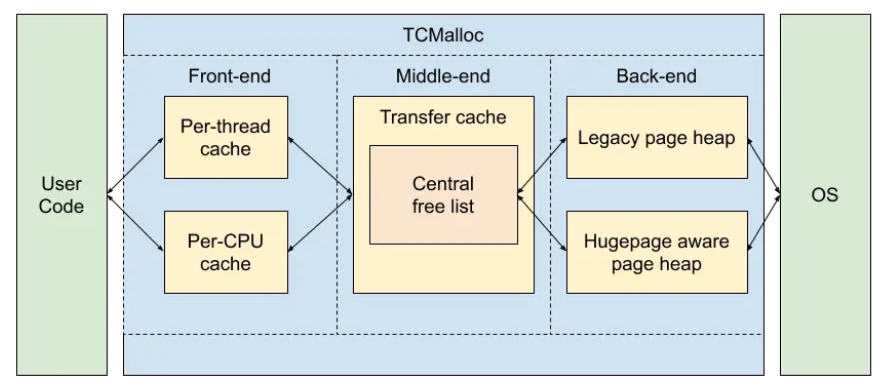 TCMalloc
Front-end
Middle-end
Back-end
User
Code
Per-thread
cache
Per-CPU
cache
Transfer cache
Central
free list
Legacy page heap
Hugepage aware
page heap
OS